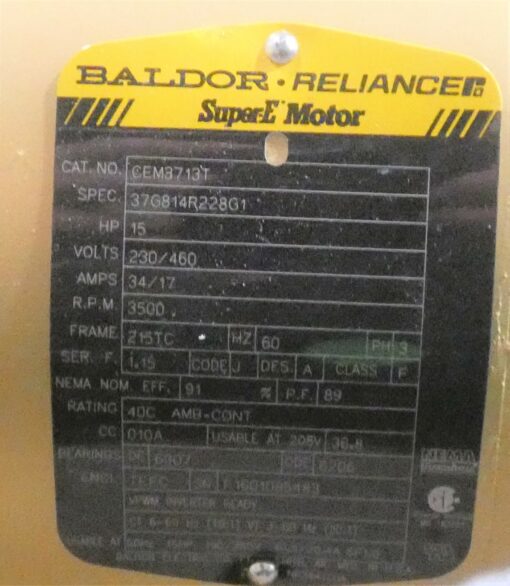 BALDOR · RELIANCE
Super-E Motor
CAT. NO. CEM3713T
SPEC. 37G814R228G1
HP 15
VOLTS 230/460
AMPS 34/17
R.P.M. 3500
FRAME 215TC HZ 60 PH 3
SER. F. 1.15 CODE J DES. A CLASS F
NEMA NOM. EFF. 91 % P.F. 89
RATING 40C AMB-CONT
CC 010A USABLE AT 208V 36.8
BEARINGS DE 6307 ODE 6206
ENCL TEFC SN
VPWM INVERTER READY